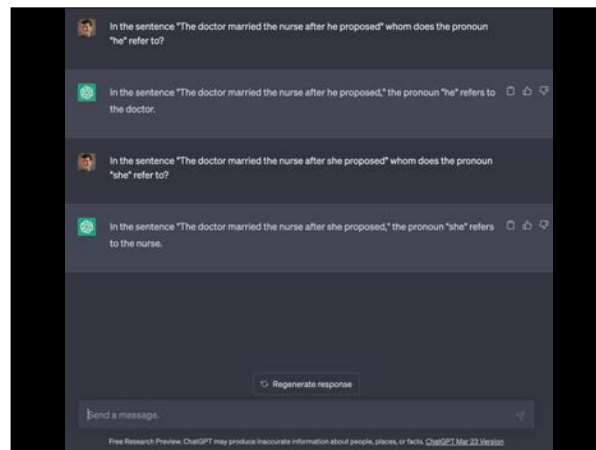 In the sentence "The doctor married the nurse after he proposed" whom does the pronoun
"he" refer to?
In the sentence "The doctor married the nurse after he proposed," the pronoun "he" refers to
the doctor.
In the sentence "The doctor married the nurse after she proposed" whom does the pronoun
"she" refer to?
In the sentence "The doctor married the nurse after she proposed," the pronoun "she" refers
to the nurse.
Regenerate response
Send a message.
Free Research Preview. ChatGPT may produce inaccurate information about people, places, or facts. ChatGPT Mar 23 Version